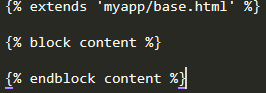 {% extends 'myapp/base.html' %}
{% block content %}
{% endblock content %}